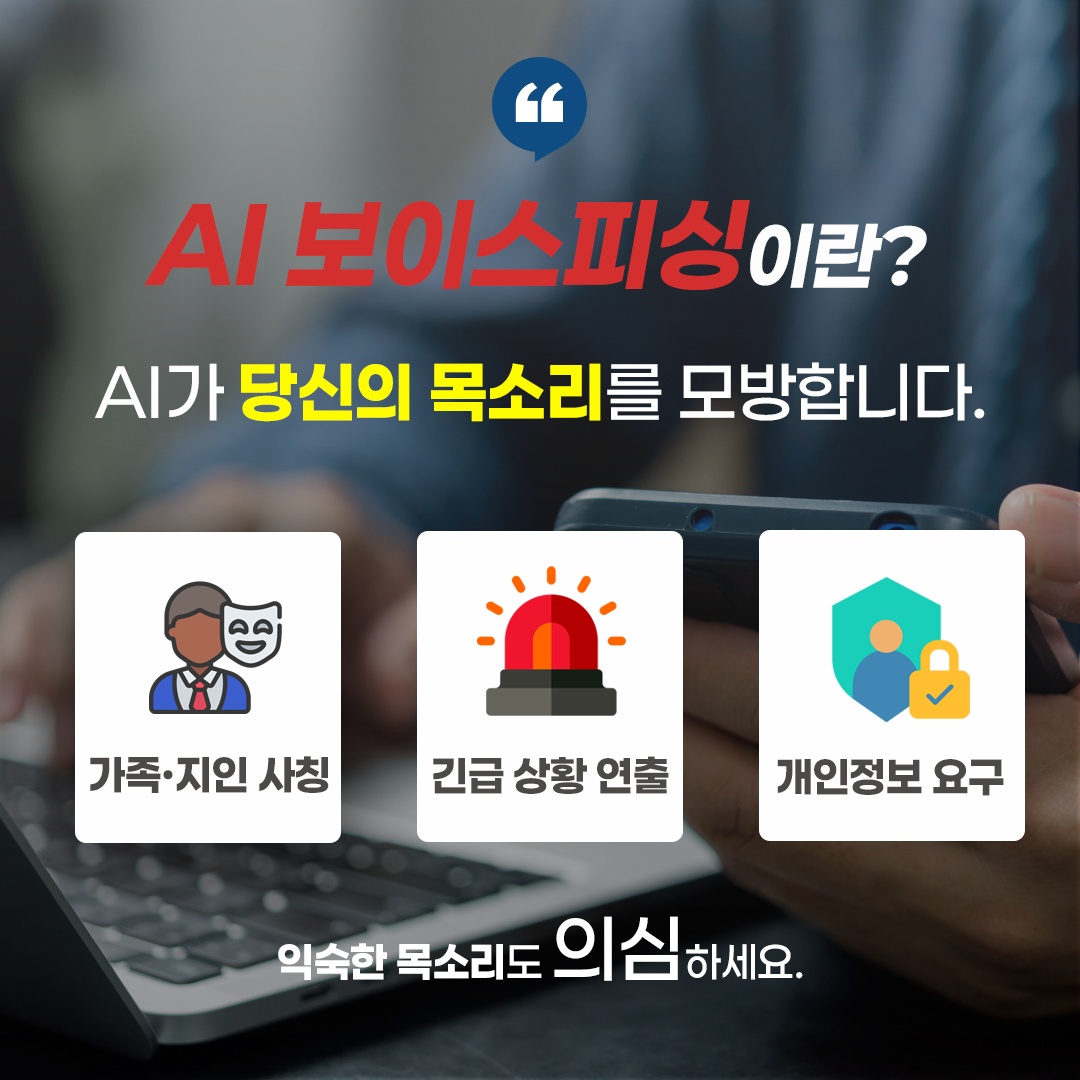 AI 보이스피싱이란?
AI가 당신의 목소리를 모방합니다.
가족·지인 사칭
긴급 상황 연출
개인정보 요구
익숙한 목소리도 의심하세요.